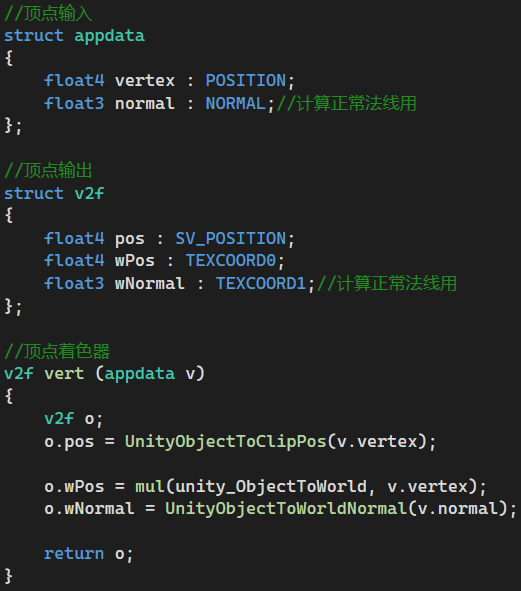 //顶点输入
struct appdata
{
    float4 vertex : POSITION;
    float3 normal : NORMAL;//计算正常法线用
};

//顶点输出
struct v2f
{
    float4 pos : SV_POSITION;
    float4 wPos : TEXCOORD0;
    float3 wNormal : TEXCOORD1;//计算正常法线用
};

//顶点着色器
v2f vert (appdata v)
{
    v2f o;
    o.pos = UnityObjectToClipPos(v.vertex);

    o.wPos = mul(unity_ObjectToWorld, v.vertex);
    o.wNormal = UnityObjectToWorldNormal(v.normal);

    return o;
}